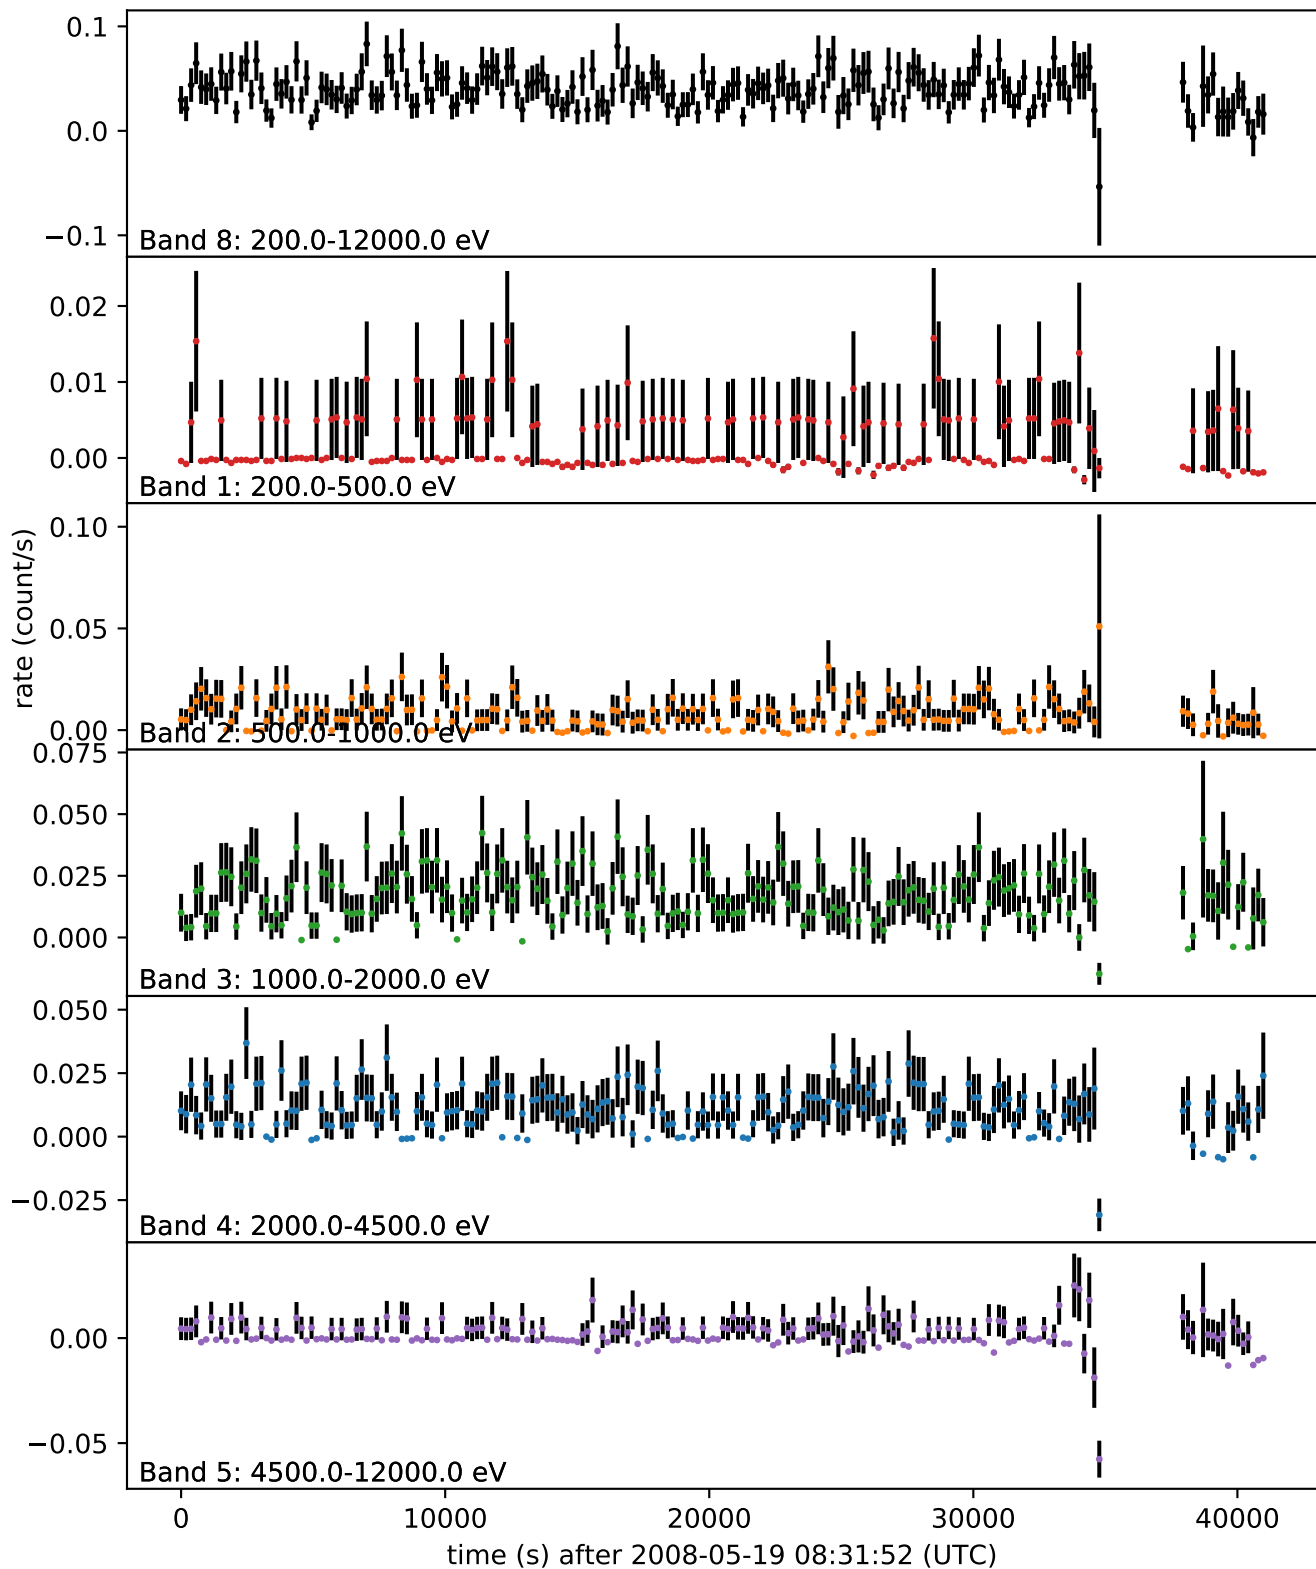 0.1
0.0
−0.1
Band 8: 200.0-12000.0 eV
0.02
0.01
0.00
Band 1: 200.0-500.0 eV
0.10
0.05
0.00
Band 2: 500.0-1000.0 eV
rate (count/s)
0.075
0.050
0.025
0.000
Band 3: 1000.0-2000.0 eV
0.050
0.025
0.000
−0.025
Band 4: 2000.0-4500.0 eV
0.00
−0.05
Band 5: 4500.0-12000.0 eV
0 10000 20000 30000 40000
time (s) after 2008-05-19 08:31:52 (UTC)